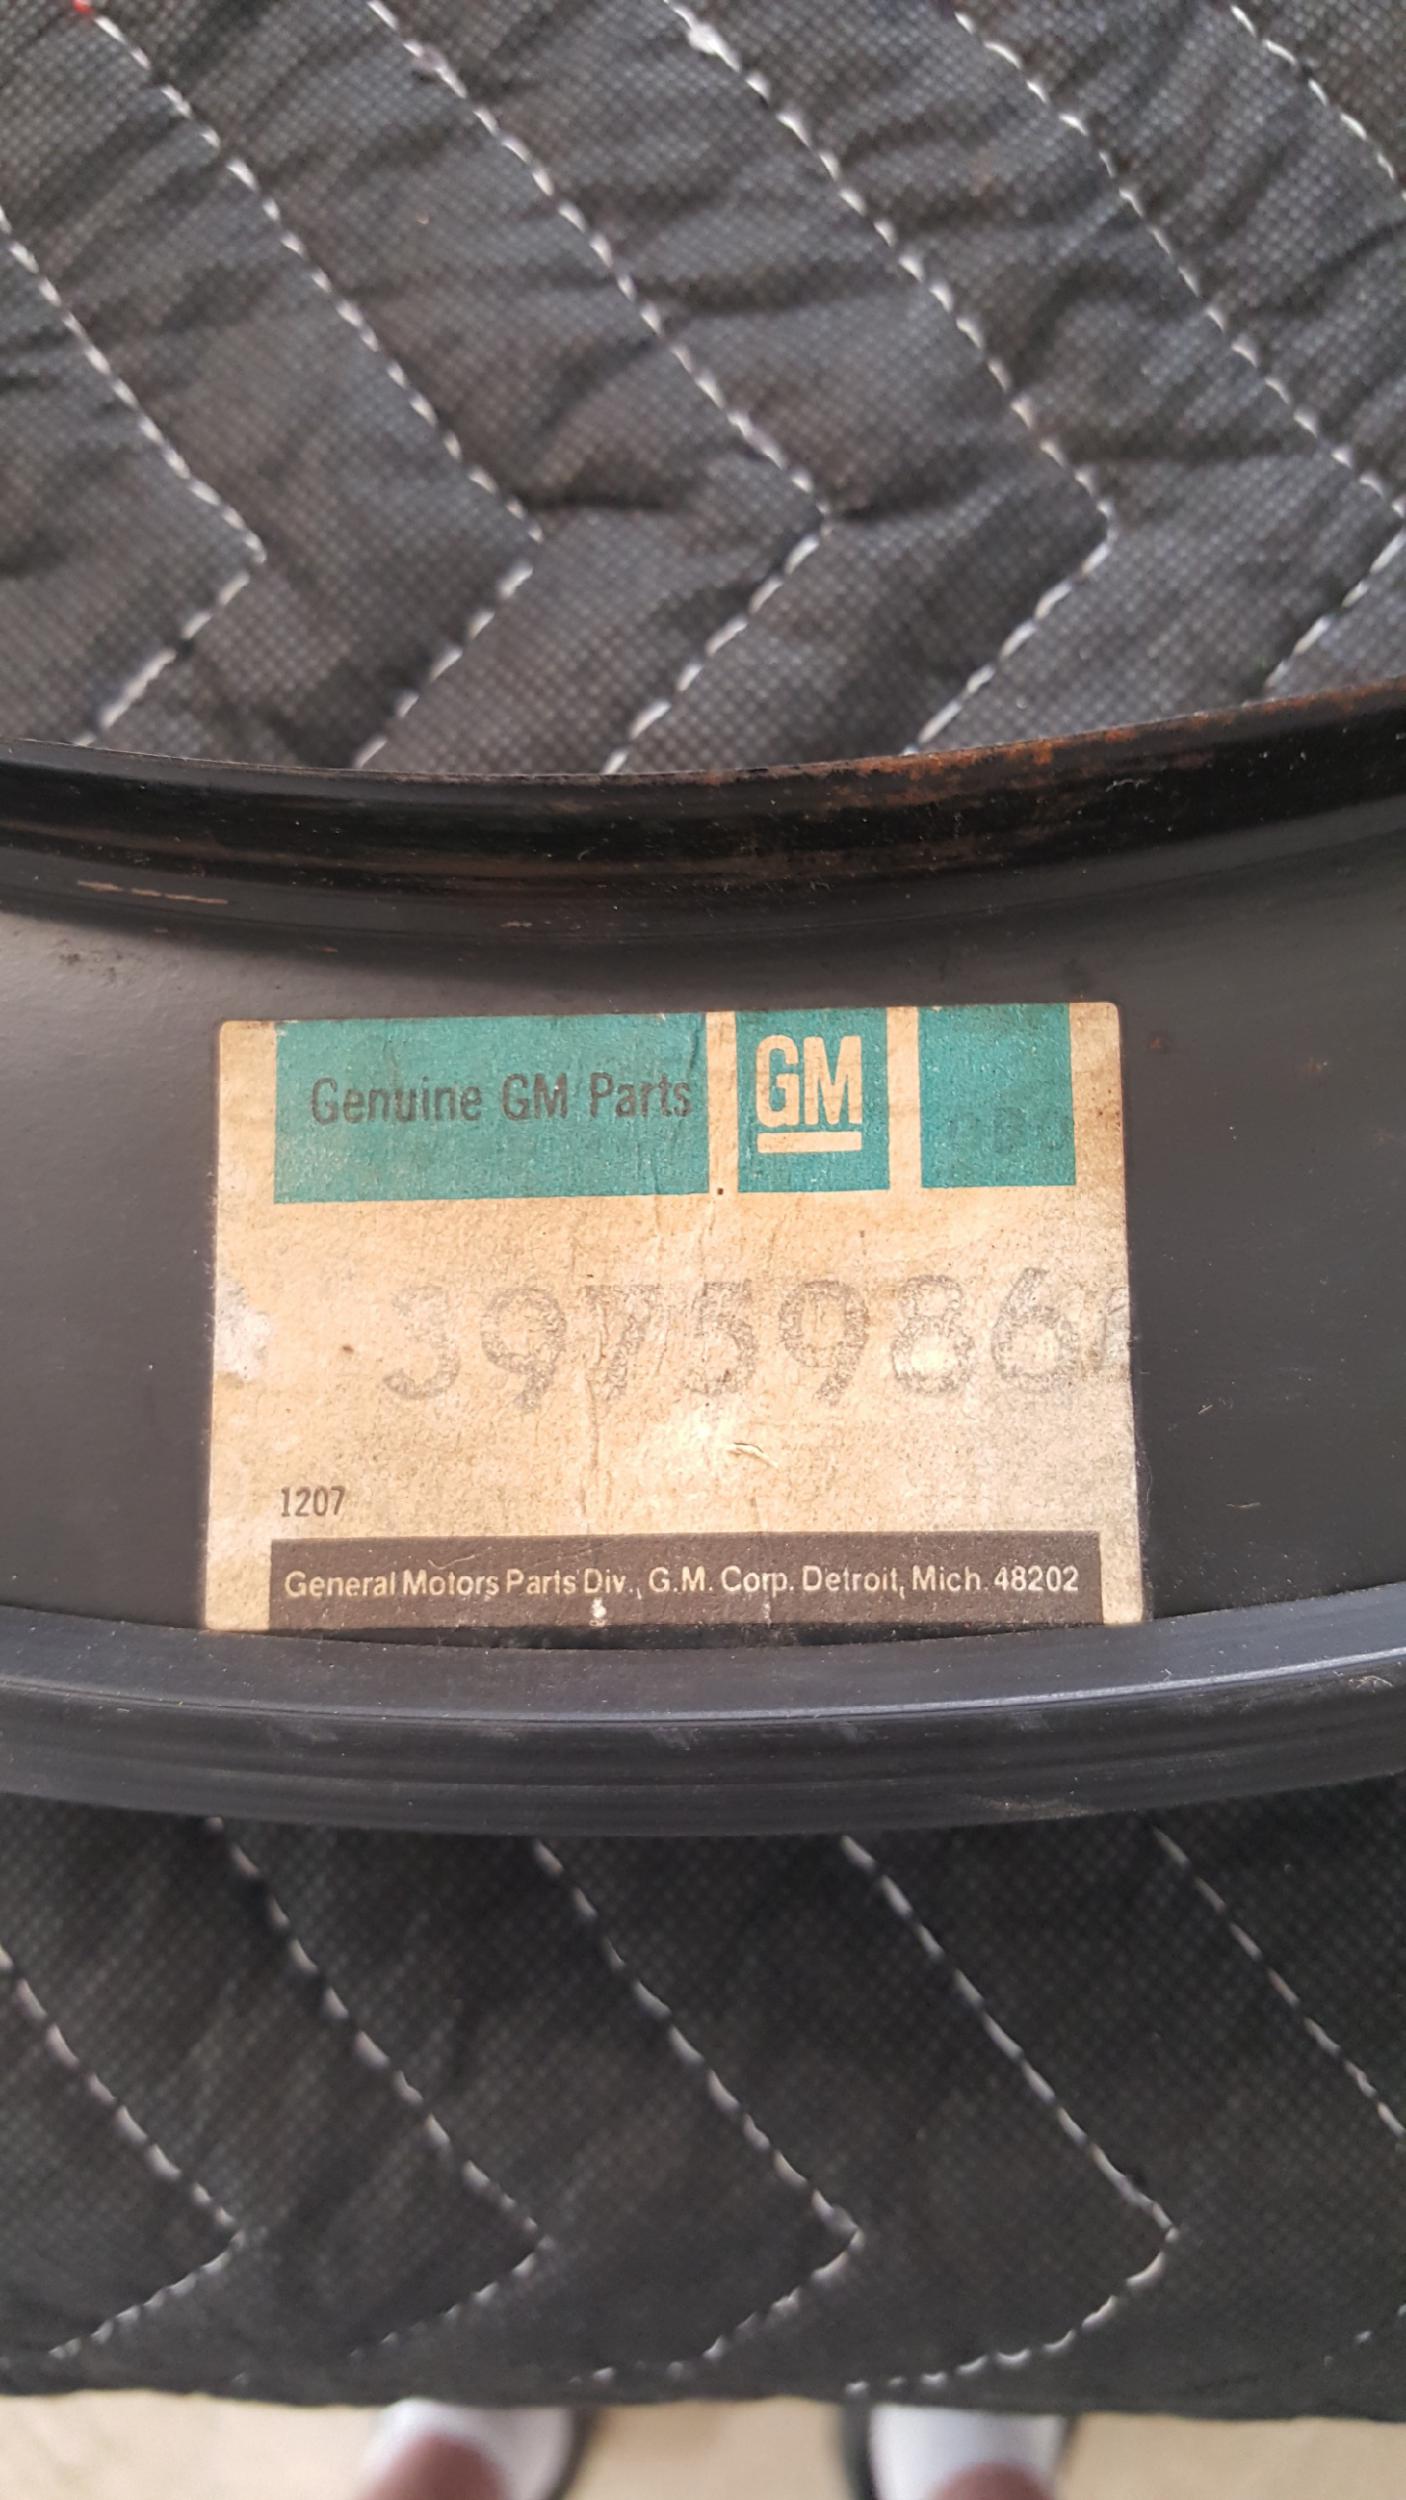 Genuine GM Parts GM
3975986
1207
General Motors Parts Div., G.M. Corp. Detroit, Mich. 48202